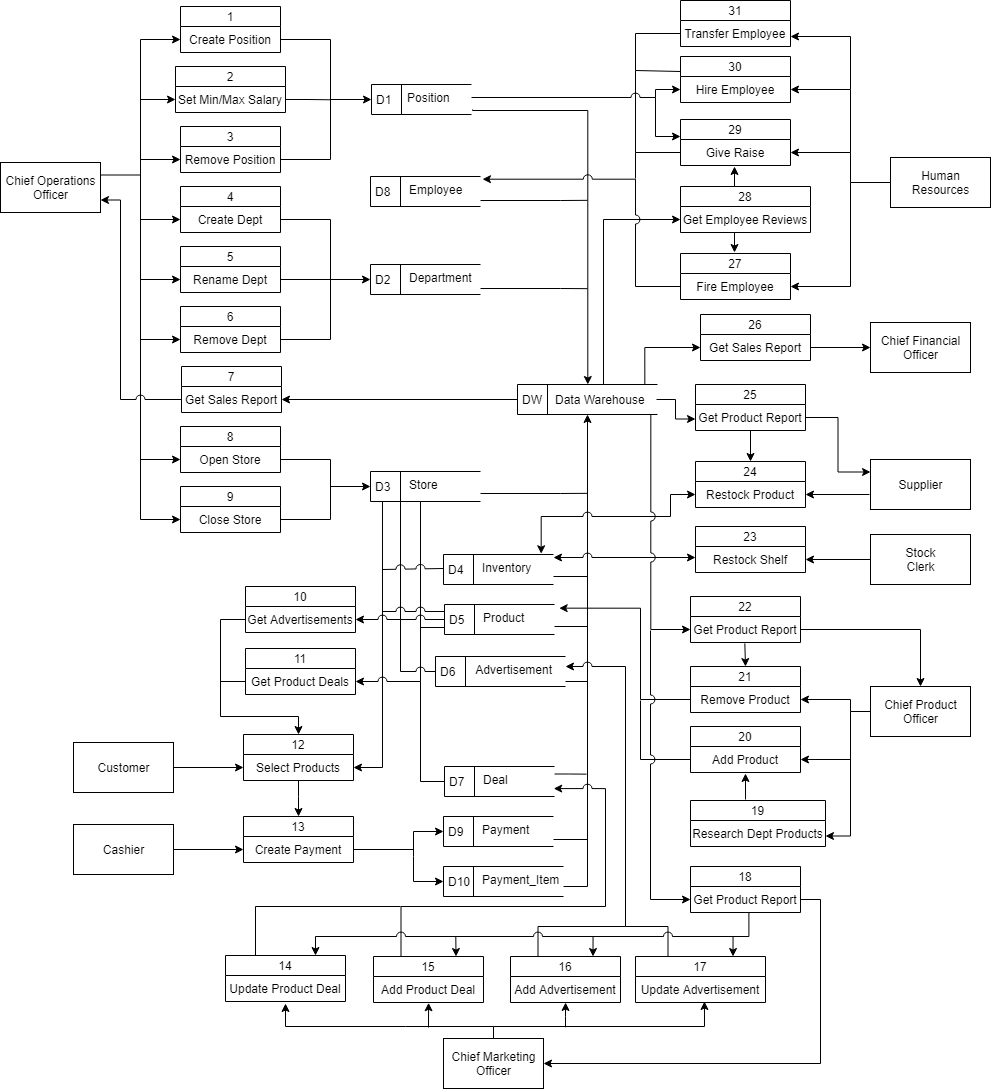 1
Create Position
2
Set Min/Max Salary
3
Remove Position
Chief Operations
Officer
4
Create Dept
5
Rename Dept
6
Remove Dept
7
Get Sales Report
8
Open Store
9
Close Store
D1
Position
D8
Employee
D2
Department
DW
Data Warehouse
D3
Store
D4
Inventory
D5
Product
D6
Advertisement
D7
Deal
D9
Payment
D10
Payment_Item
31
Transfer Employee
30
Hire Employee
29
Give Raise
28
Get Employee Reviews
27
Fire Employee
Human
Resources
26
Get Sales Report
Chief Financial
Officer
25
Get Product Report
24
Restock Product
Supplier
23
Restock Shelf
Stock
Clerk
22
Get Product Report
21
Remove Product
Chief Product
Officer
20
Add Product
19
Research Dept Products
18
Get Product Report
10
Get Advertisements
11
Get Product Deals
12
Select Products
Customer
13
Create Payment
Cashier
14
Update Product Deal
15
Add Product Deal
16
Add Advertisement
17
Update Advertisement
Chief Marketing
Officer